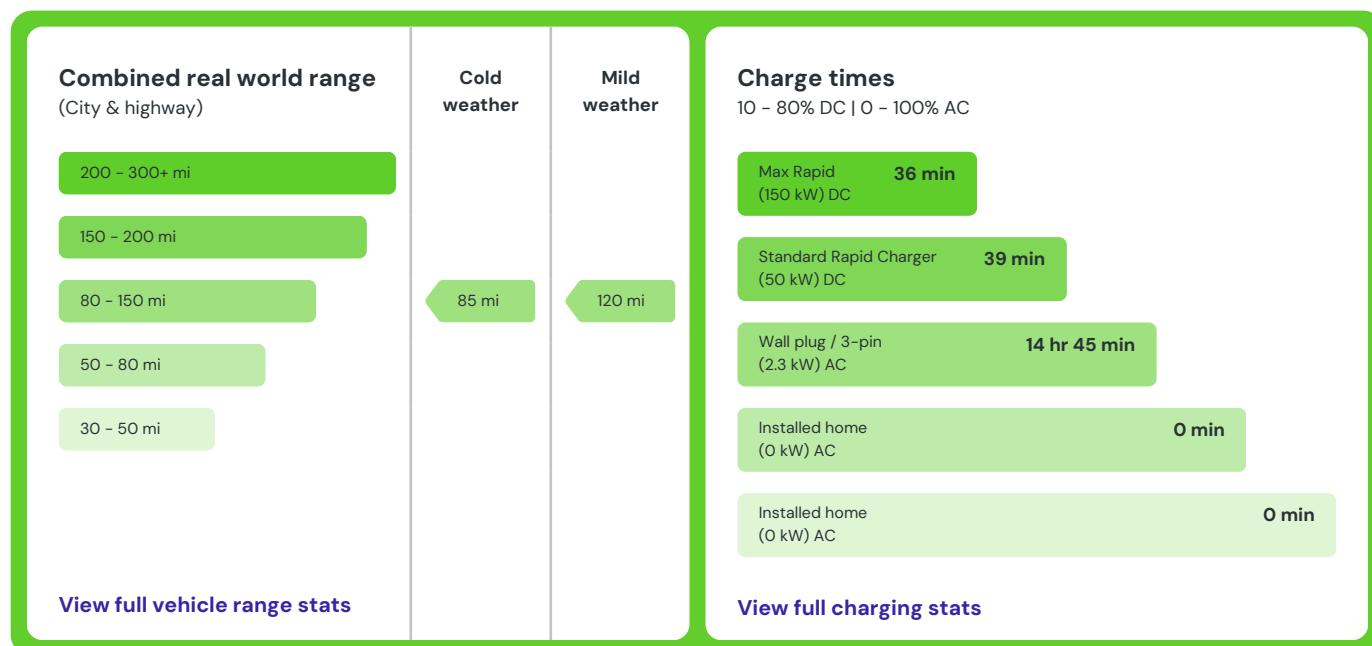 Combined real world range
(City & highway)
Cold
weather
Mild
weather
200 - 300+ mi
150 - 200 mi
80 - 150 mi
85 mi
120 mi
50 - 80 mi
30 - 50 mi
View full vehicle range stats
Charge times
10 - 80% DC | 0 - 100% AC
Max Rapid
(150 kW) DC
36 min
Standard Rapid Charger
(50 kW) DC
39 min
Wall plug / 3-pin
(2.3 kW) AC
14 hr 45 min
Installed home
(0 kW) AC
0 min
Installed home
(0 kW) AC
0 min
View full charging stats